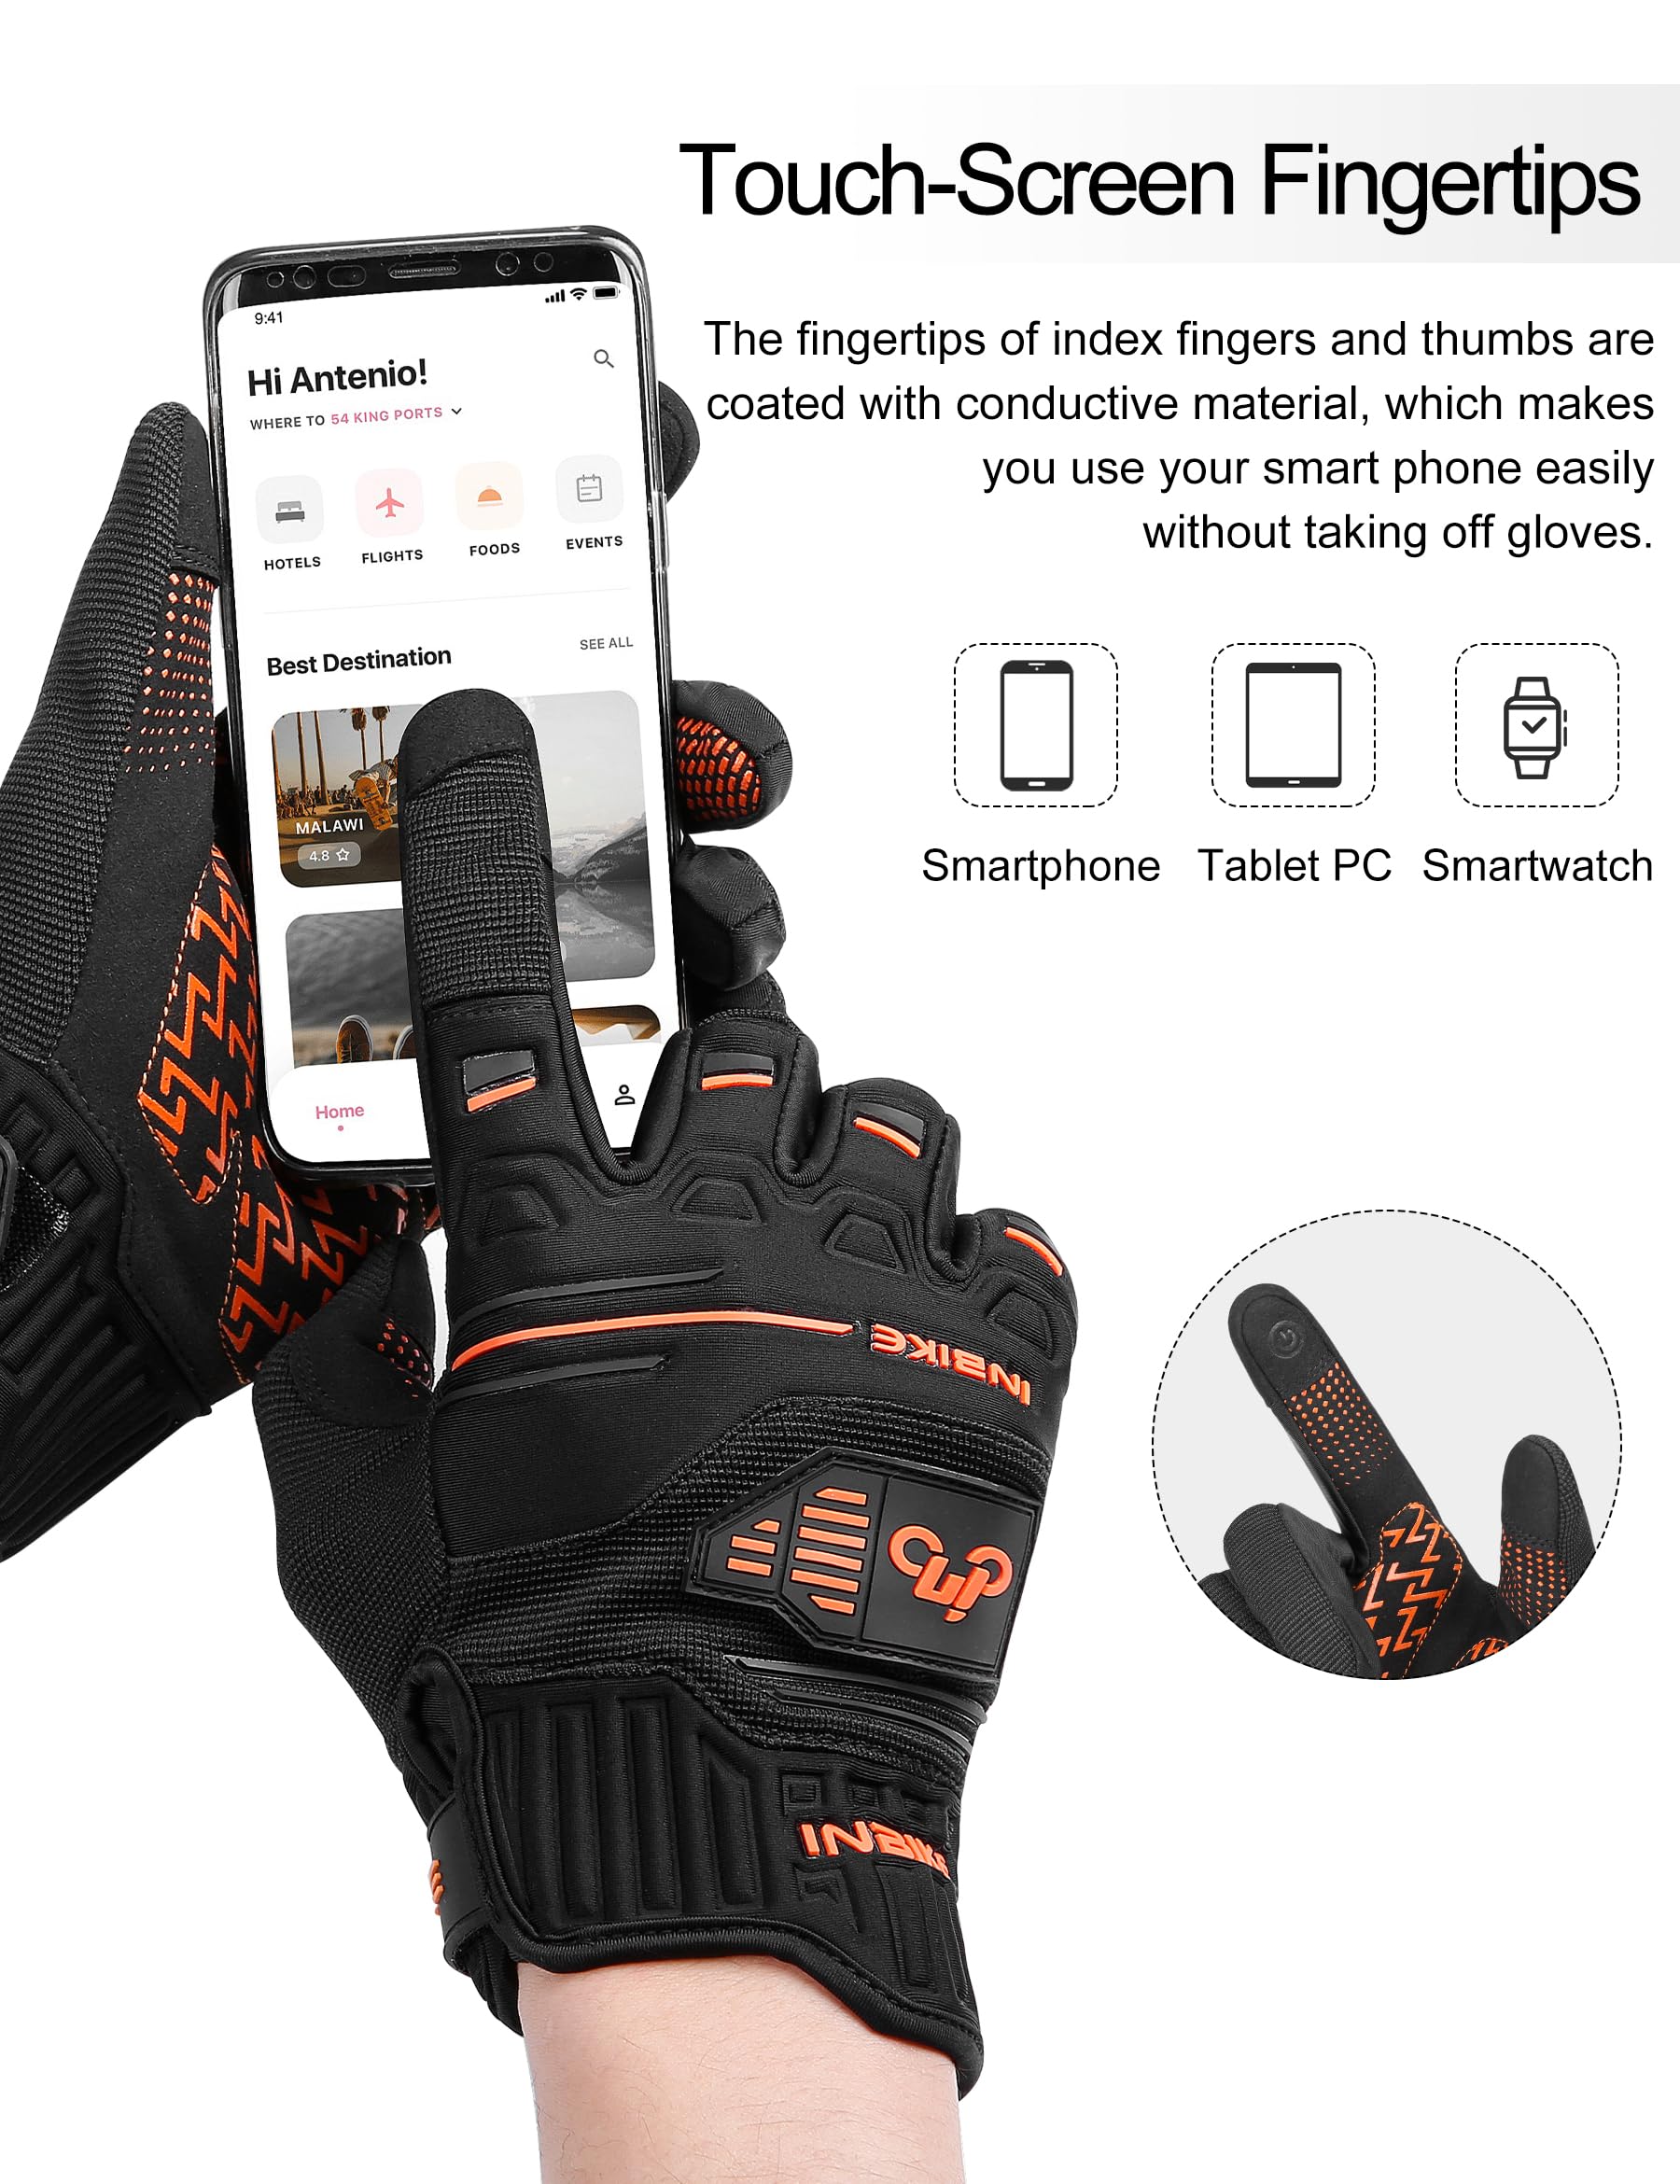 Touch-Screen Fingertips
The fingertips of index fingers and thumbs are
coated with conductive material, which makes
you use your smart phone easily
without taking off gloves.
Smartphone
Tablet PC
Smartwatch
9:41
Hi Antenio!
WHERE TO 54 KING PORTS
HOTELS
FLIGHTS
FOODS
EVENTS
Best Destination
SEE ALL
MALAWI
4.8
Home
INBIKE
INBIKE